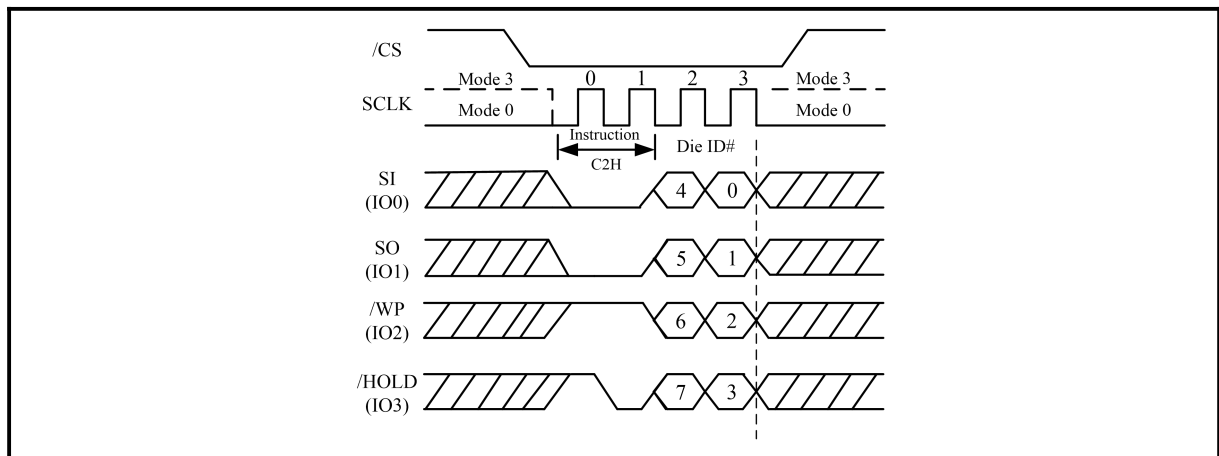 /CS
Mode 3 0 1 2 3 Mode 3
SCLK
Mode 0 Mode 0
Instruction
Die ID#
C2H
SI
(IO0)
4 0
SO
(IO1)
5 1
/WP
(IO2)
6 2
/HOLD
(IO3)
7 3